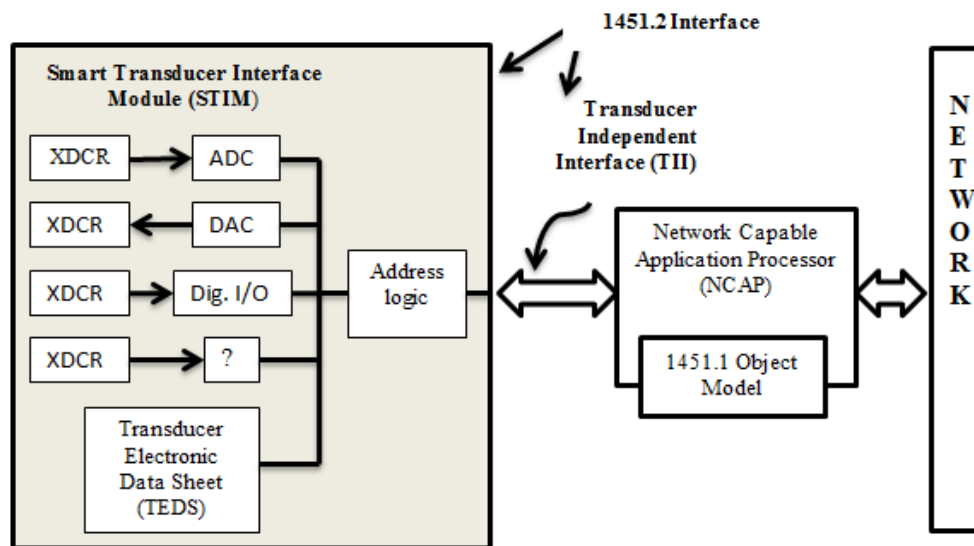 1451.2 Interface
Smart Transducer Interface
Module (STIM)
XDCR
ADC
XDCR
DAC
XDCR
Dig. I/O
XDCR
?
Transducer
Electronic
Data Sheet
(TEDS)
Address
logic
Transducer
Independent
Interface (TII)
Network Capable
Application Processor
(NCAP)
1451.1 Object
Model
N
E
T
W
O
R
K